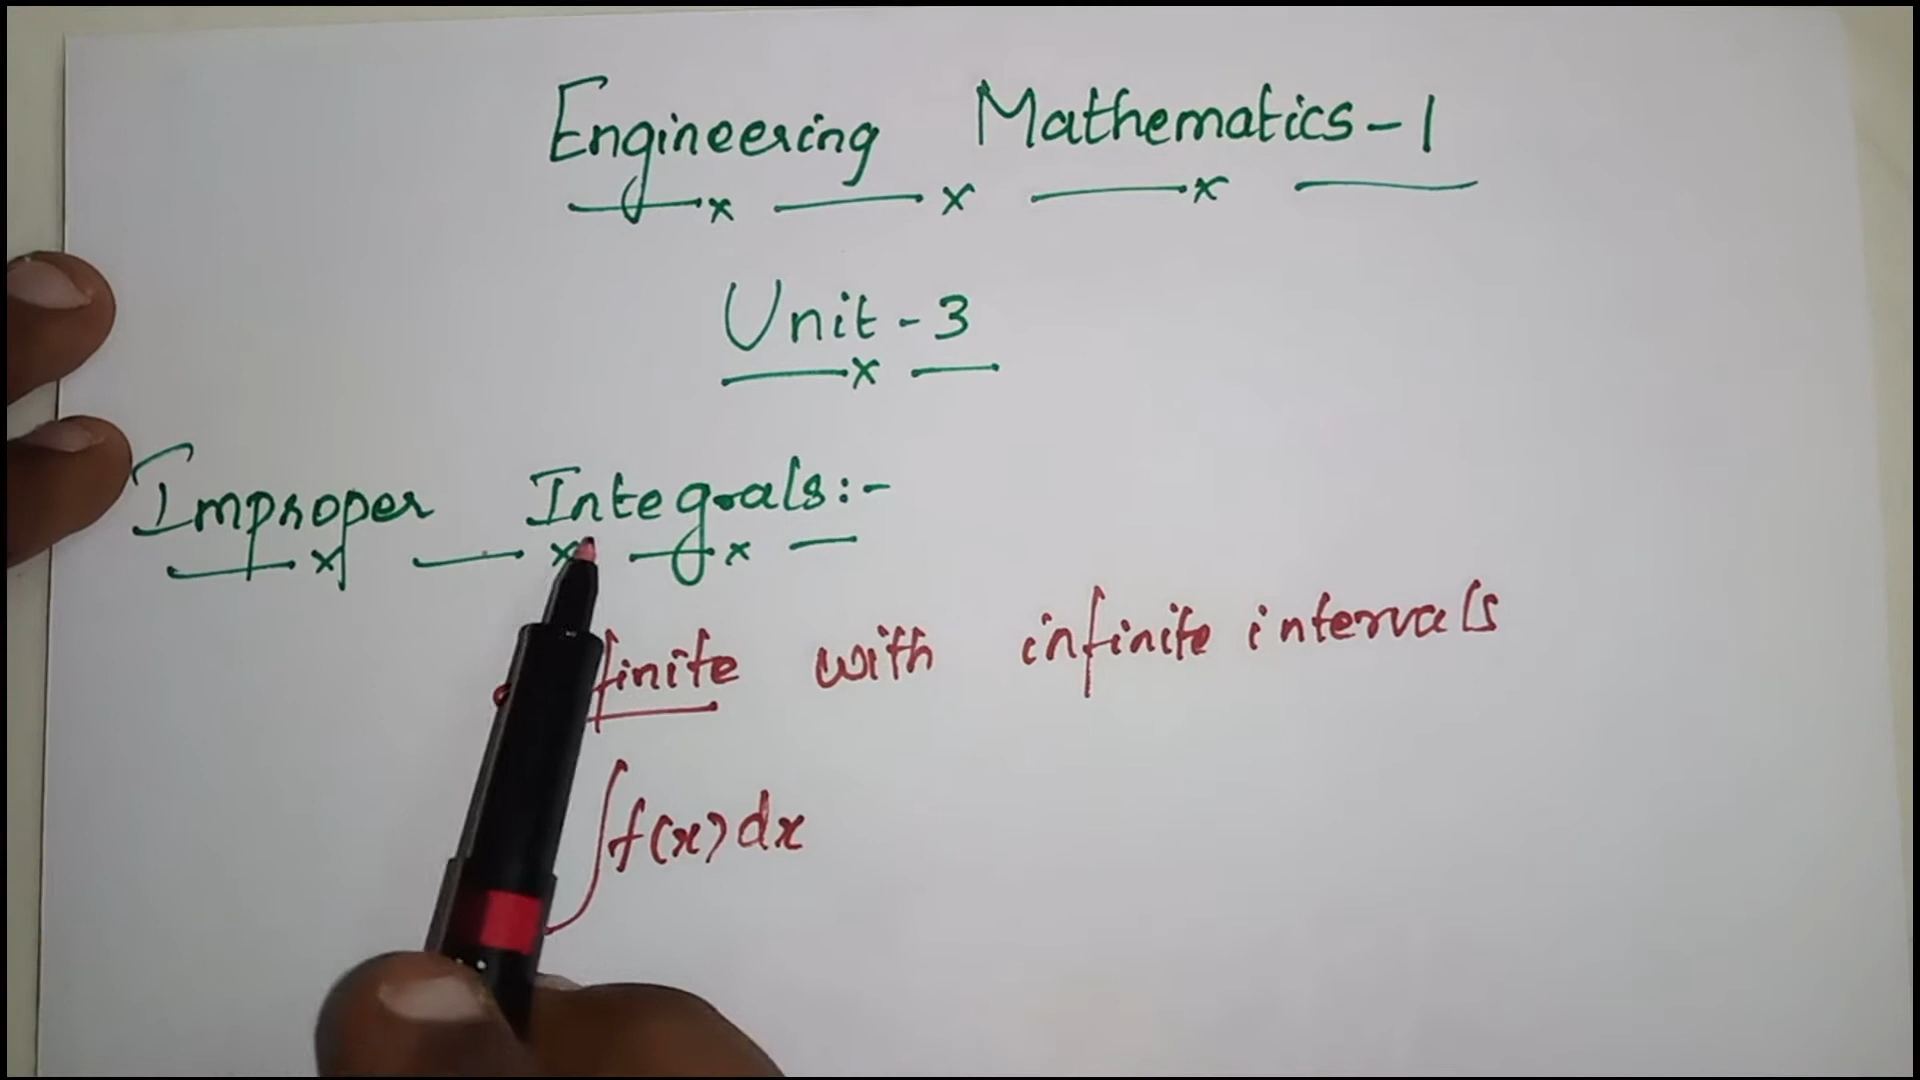 Engineering Mathematics-1
Unit-3
Improper Integrals:-
finite with infinite intervals
∫f(x)dx